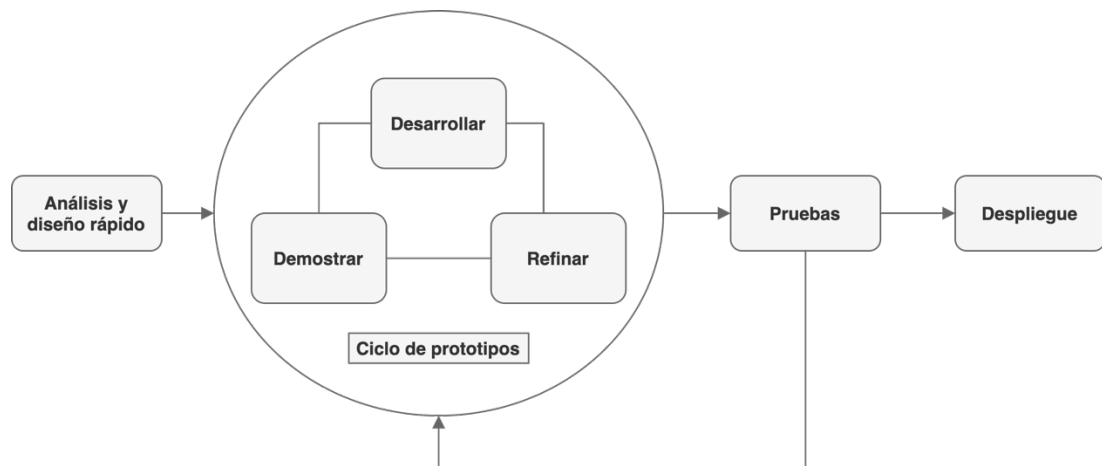 Análisis y
diseño rápido
Desarrollar
Demostrar
Refinar
Ciclo de prototipos
Pruebas
Despliegue